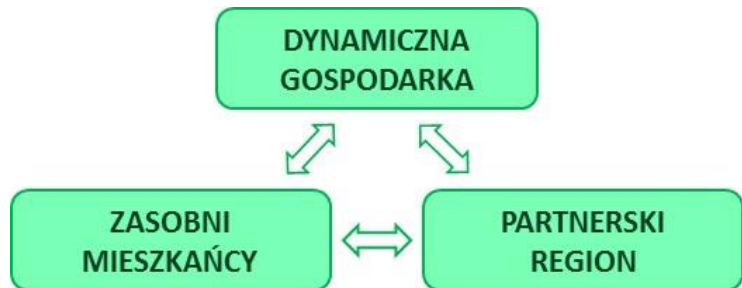 DYNAMICZNA
GOSPODARKA
ZASOBNI
MIESZKAŃCY
PARTNERSKI
REGION